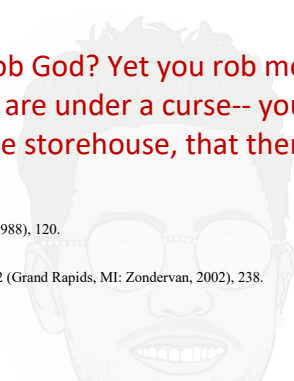 ob God? Yet you rob me
are under a curse-- you
e storehouse, that ther
988), 120.
2 (Grand Rapids, MI: Zondervan, 2002), 238.